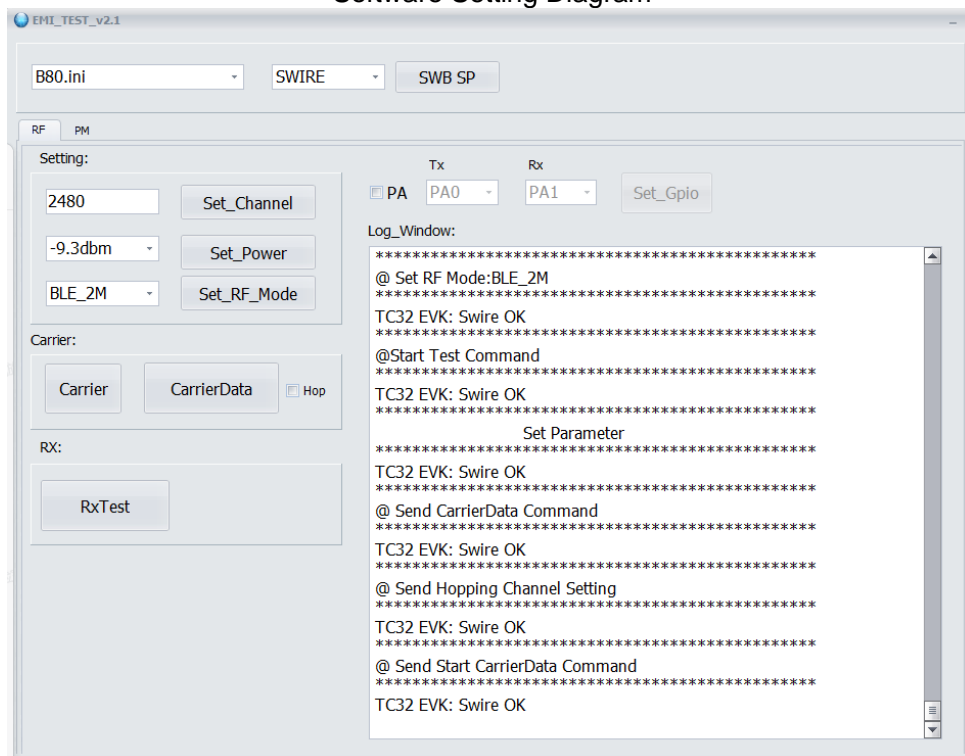 Software Setting Diagram
EMI_TEST_v2.1
B80.ini SWIRE SWB SP
RF PM
Setting:
2480 Set_Channel
-9.3dbm Set_Power
BLE_2M Set_RF_Mode
Carrier:
Carrier CarrierData Hop
RX:
RxTest
Tx Rx
PA PA0 PA1 Set_Gpio
Log_Window:
************************************************
@ Set RF Mode:BLE_2M
************************************************
TC32 EVK: Swire OK
************************************************
@Start Test Command
************************************************
TC32 EVK: Swire OK
************************************************
Set Parameter
************************************************
TC32 EVK: Swire OK
************************************************
@ Send CarrierData Command
************************************************
TC32 EVK: Swire OK
************************************************
@ Send Hopping Channel Setting
************************************************
TC32 EVK: Swire OK
************************************************
@ Send Start CarrierData Command
************************************************
TC32 EVK: Swire OK